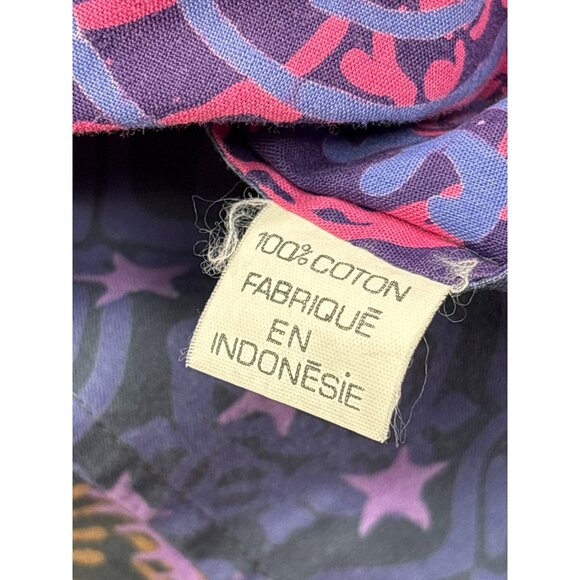 100% COTON
FABRIQUÉ
EN
INDONÉSiE